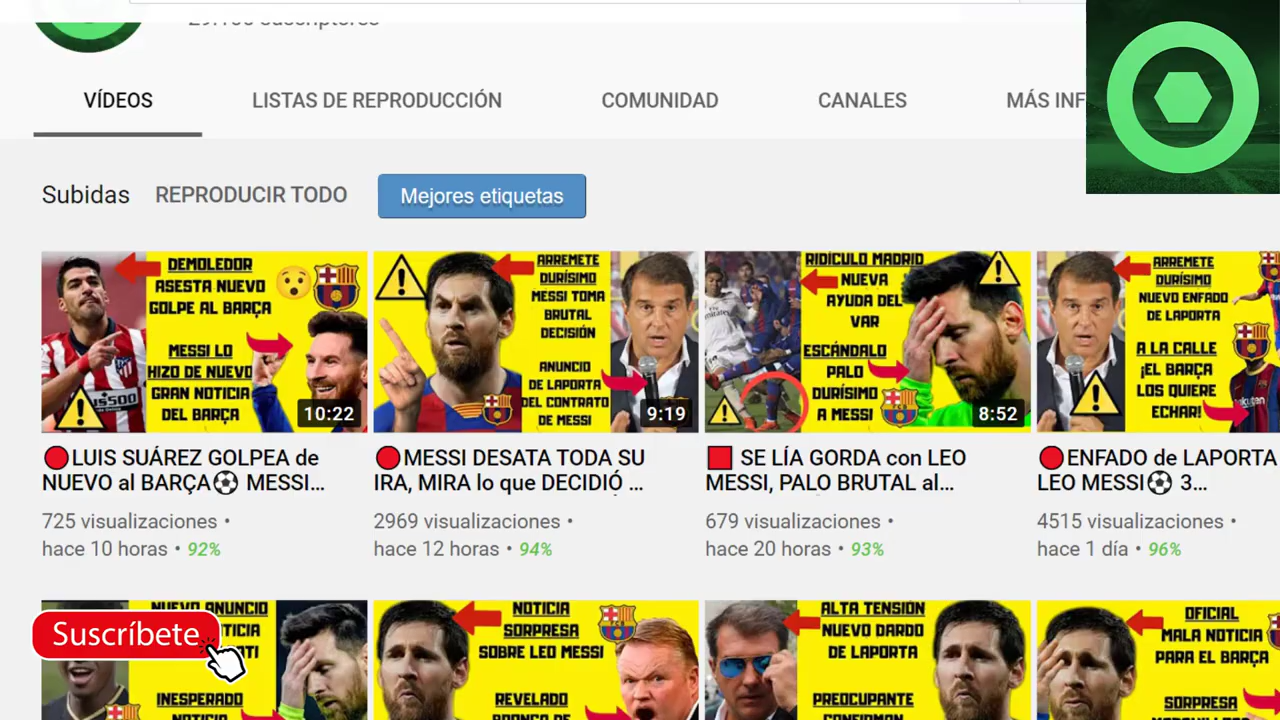 VÍDEOS
LISTAS DE REPRODUCCIÓN
COMUNIDAD
CANALES
MÁS INF
Subidas
REPRODUCIR TODO
Mejores etiquetas
DEMOLEDOR
ASESTA NUEVO
GOLPE AL BARÇA
MESSI LO
HIZO DE NUEVO
GRAN NOTICIA
DEL BARÇA
10:22
ARREMETE
DURÍSIMO
MESSI TOMA
BRUTAL
DECISIÓN
ANUNCIO
DE LAPORTA
DEL CONTRATO
DE MESSI
9:19
RIDÍCULO MADRID
NUEVA
AYUDA DEL
VAR
ESCÁNDALO
PALO
DURÍSIMO
A MESSI
8:52
ARREMETE
DURÍSIMO
NUEVO ENFADO
DE LAPORTA
A LA CALLE
¡EL BARÇA
LOS QUIERE
ECHAR!
LUIS SUÁREZ GOLPEA de
NUEVO al BARÇA⚽ MESSI...
725 visualizaciones •
hace 10 horas • 92%
MESSI DESATA TODA SU
IRA, MIRA lo que DECIDIÓ ...
2969 visualizaciones •
hace 12 horas • 94%
SE LÍA GORDA con LEO
MESSI, PALO BRUTAL al...
679 visualizaciones •
hace 20 horas • 93%
ENFADO de LAPORTA
LEO MESSI⚽ 3...
4515 visualizaciones •
hace 1 día • 96%
NUEVO ANUNCIO
INESPERADO
NOTICIA
Suscríbete
NOTICIA
SORPRESA
SOBRE LEO MESSI
REVELADO
BRONCA DE
ALTA TENSIÓN
NUEVO DARDO
DE LAPORTA
PREOCUPANTE
CONFIRMAN
OFICIAL
MALA NOTICIA
PARA EL BARÇA
SORPRESA